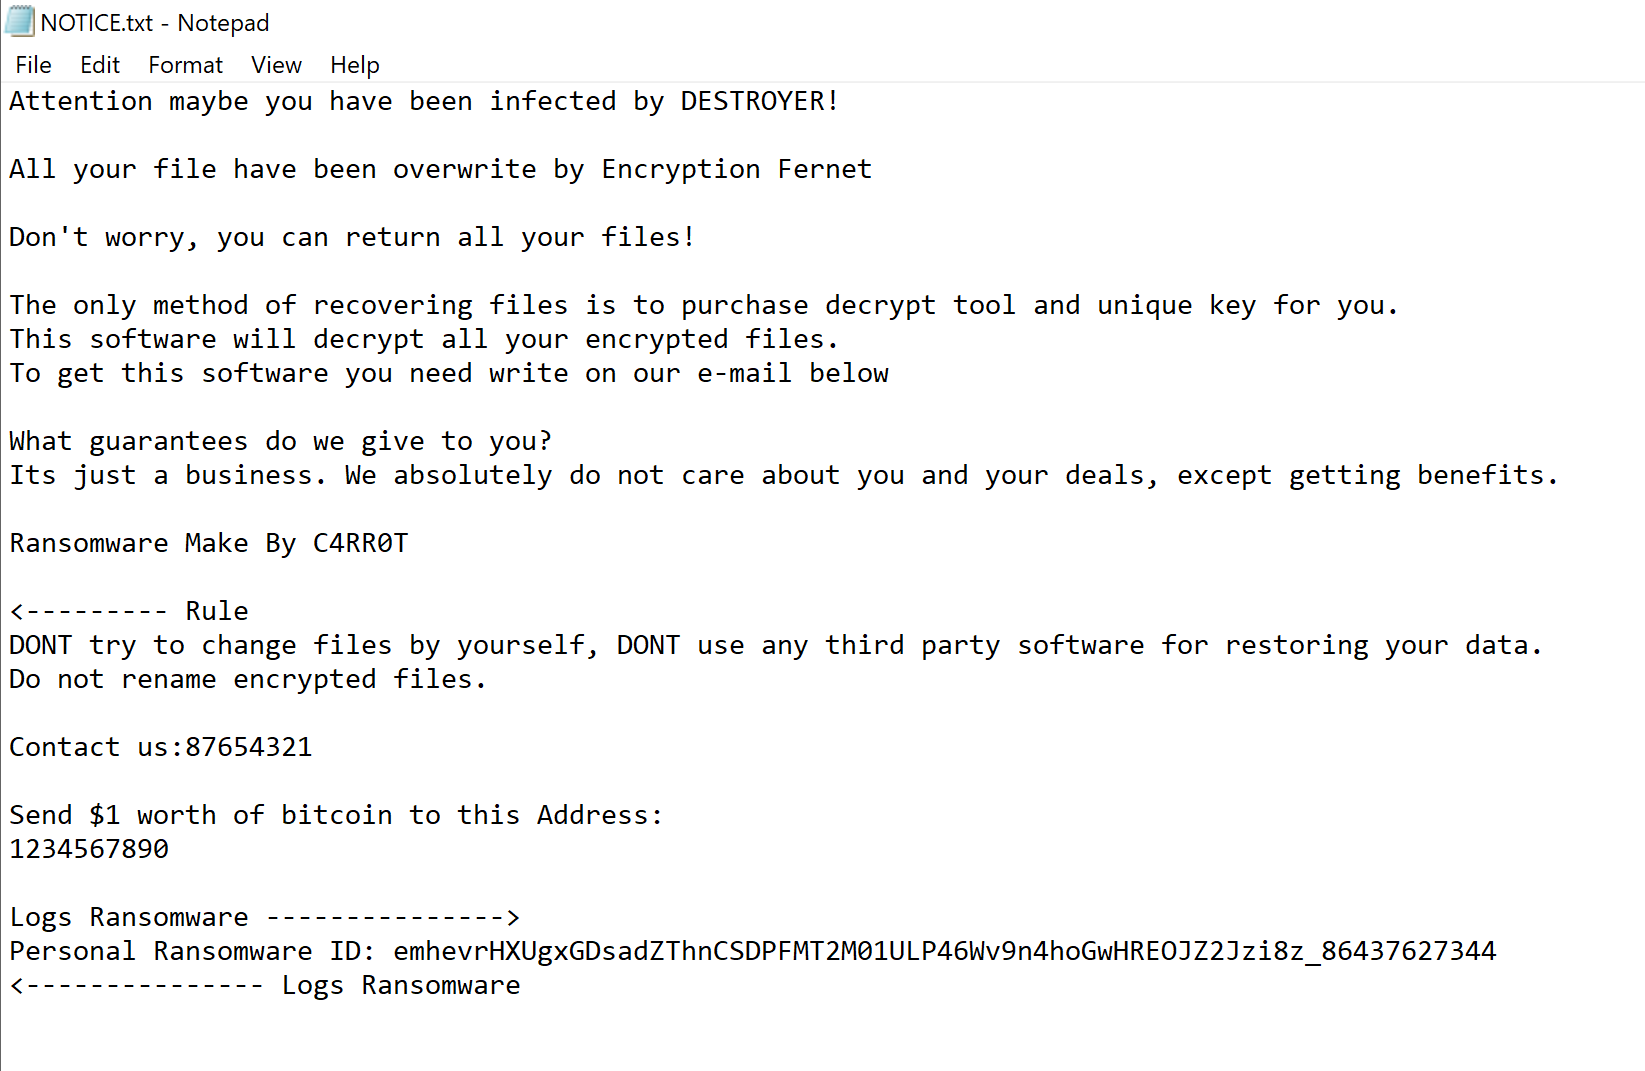 NOTICE.txt - Notepad
File Edit Format View Help
Attention maybe you have been infected by DESTROYER!
All your file have been overwrite by Encryption Fernet
Don't worry, you can return all your files!
The only method of recovering files is to purchase decrypt tool and unique key for you.
This software will decrypt all your encrypted files.
To get this software you need write on our e-mail below
What guarantees do we give to you?
Its just a business. We absolutely do not care about you and your deals, except getting benefits.
Ransomware Make By C4RR0T
<--------- Rule
DONT try to change files by yourself, DONT use any third party software for restoring your data.
Do not rename encrypted files.
Contact us:87654321
Send $1 worth of bitcoin to this Address:
1234567890
Logs Ransomware --------------->
Personal Ransomware ID: emhevrHXUgxGDsadZThnCSDPFMT2M01ULP46Wv9n4hoGwHREOJZ2Jzi8z_86437627344
<--------------- Logs Ransomware